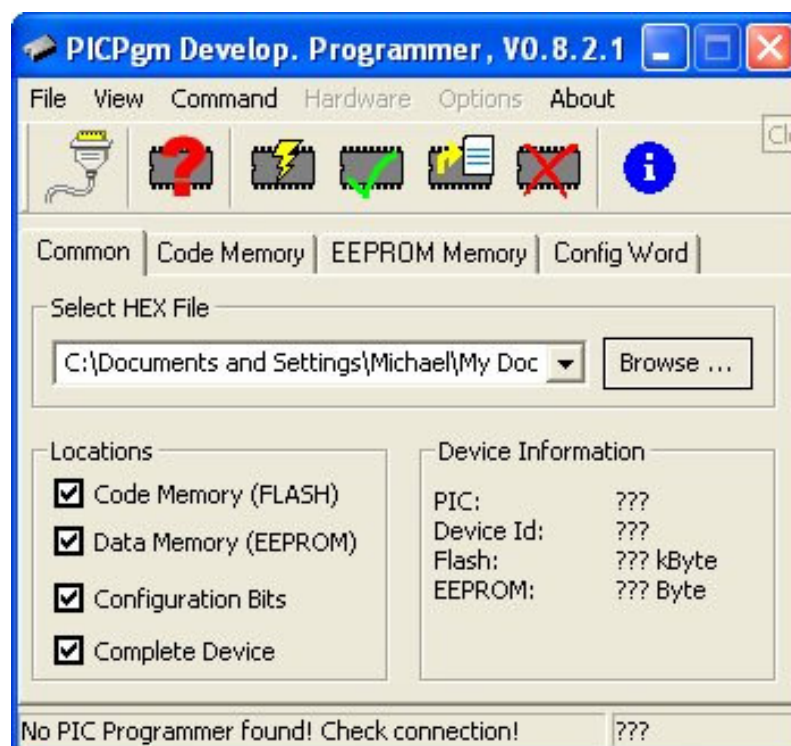 PICPgm Develop. Programmer, V0.8.2.1
File View Command Hardware Options About
Common Code Memory EEPROM Memory Config Word
Select HEX File
C:\Documents and Settings\Michael\My Doc Browse ...
Locations
Code Memory (FLASH)
Data Memory (EEPROM)
Configuration Bits
Complete Device
Device Information
PIC: ???
Device Id: ???
Flash: ??? kByte
EEPROM: ??? Byte
No PIC Programmer found! Check connection! ???